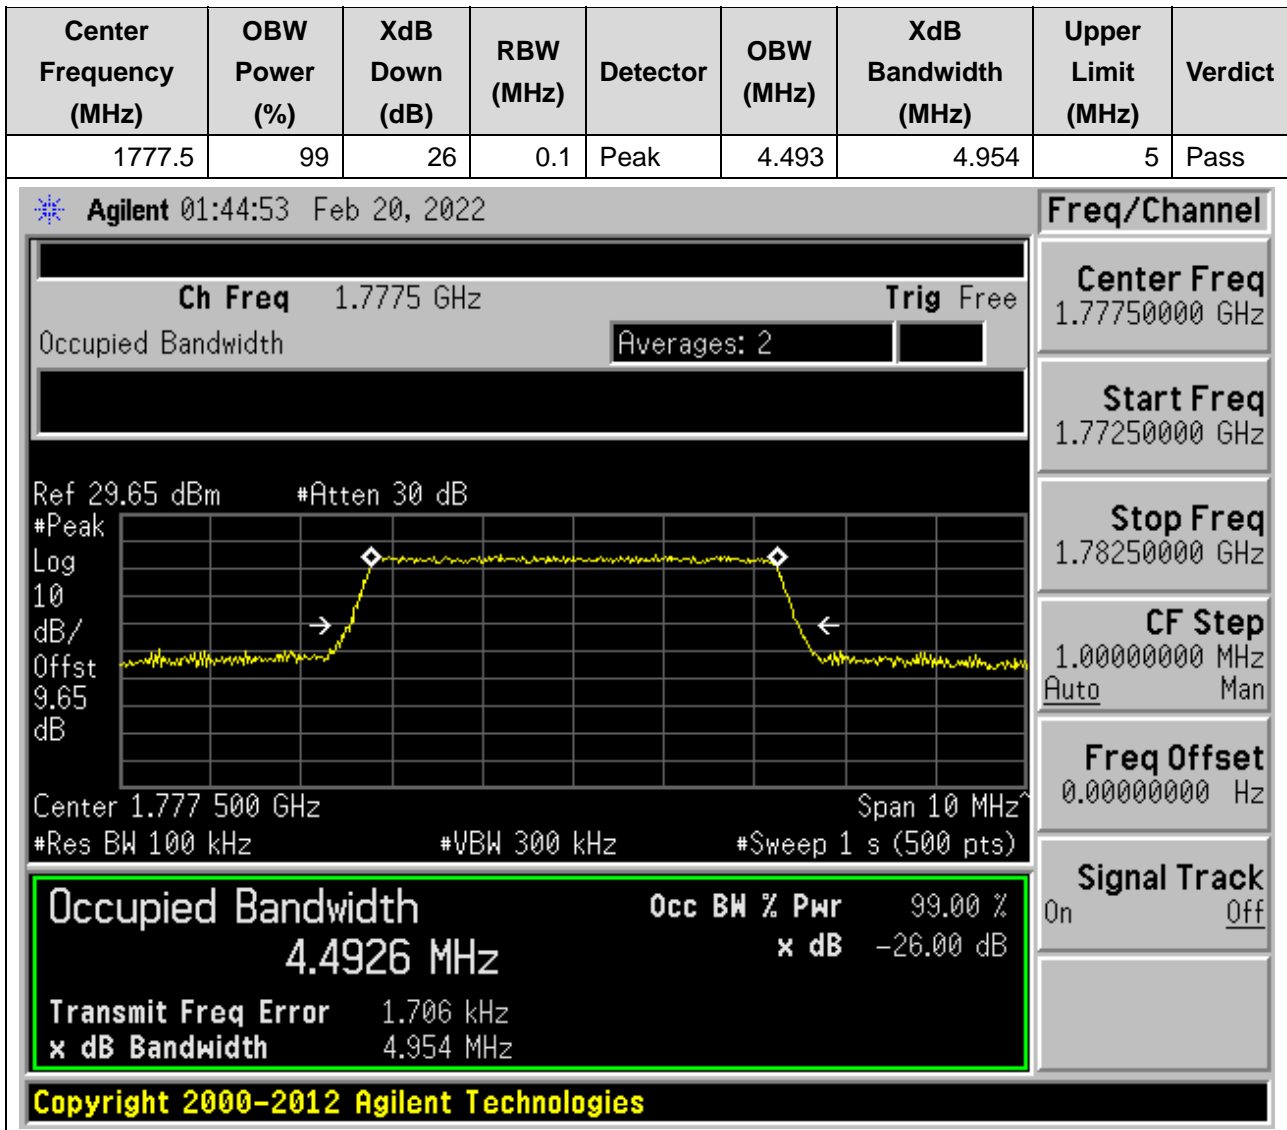 Center Frequency (MHz) OBW Power (%) XdB Down (dB) RBW (MHz) Detector OBW (MHz) XdB Bandwidth (MHz) Upper Limit (MHz) Verdict
1777.5 99 26 0.1 Peak 4.493 4.954 5 Pass
Agilent 01:44:53 Feb 20, 2022
Freq/Channel
Ch Freq 1.7775 GHz Trig Free
Occupied Bandwidth Averages: 2
Ref 29.65 dBm #Atten 30 dB
#Peak
Log
10
dB/
Offst
9.65
dB
Center 1.777 500 GHz Span 10 MHz^
#Res BW 100 kHz #VBW 300 kHz #Sweep 1 s (500 pts)
Occupied Bandwidth Occ BW % Pwr 99.00 %
4.4926 MHz x dB -26.00 dB
Transmit Freq Error 1.706 kHz
x dB Bandwidth 4.954 MHz
Center Freq
1.77750000 GHz
Start Freq
1.77250000 GHz
Stop Freq
1.78250000 GHz
CF Step
1.00000000 MHz
Auto Man
Freq Offset
0.00000000 Hz
Signal Track
On Off
Copyright 2000-2012 Agilent Technologies